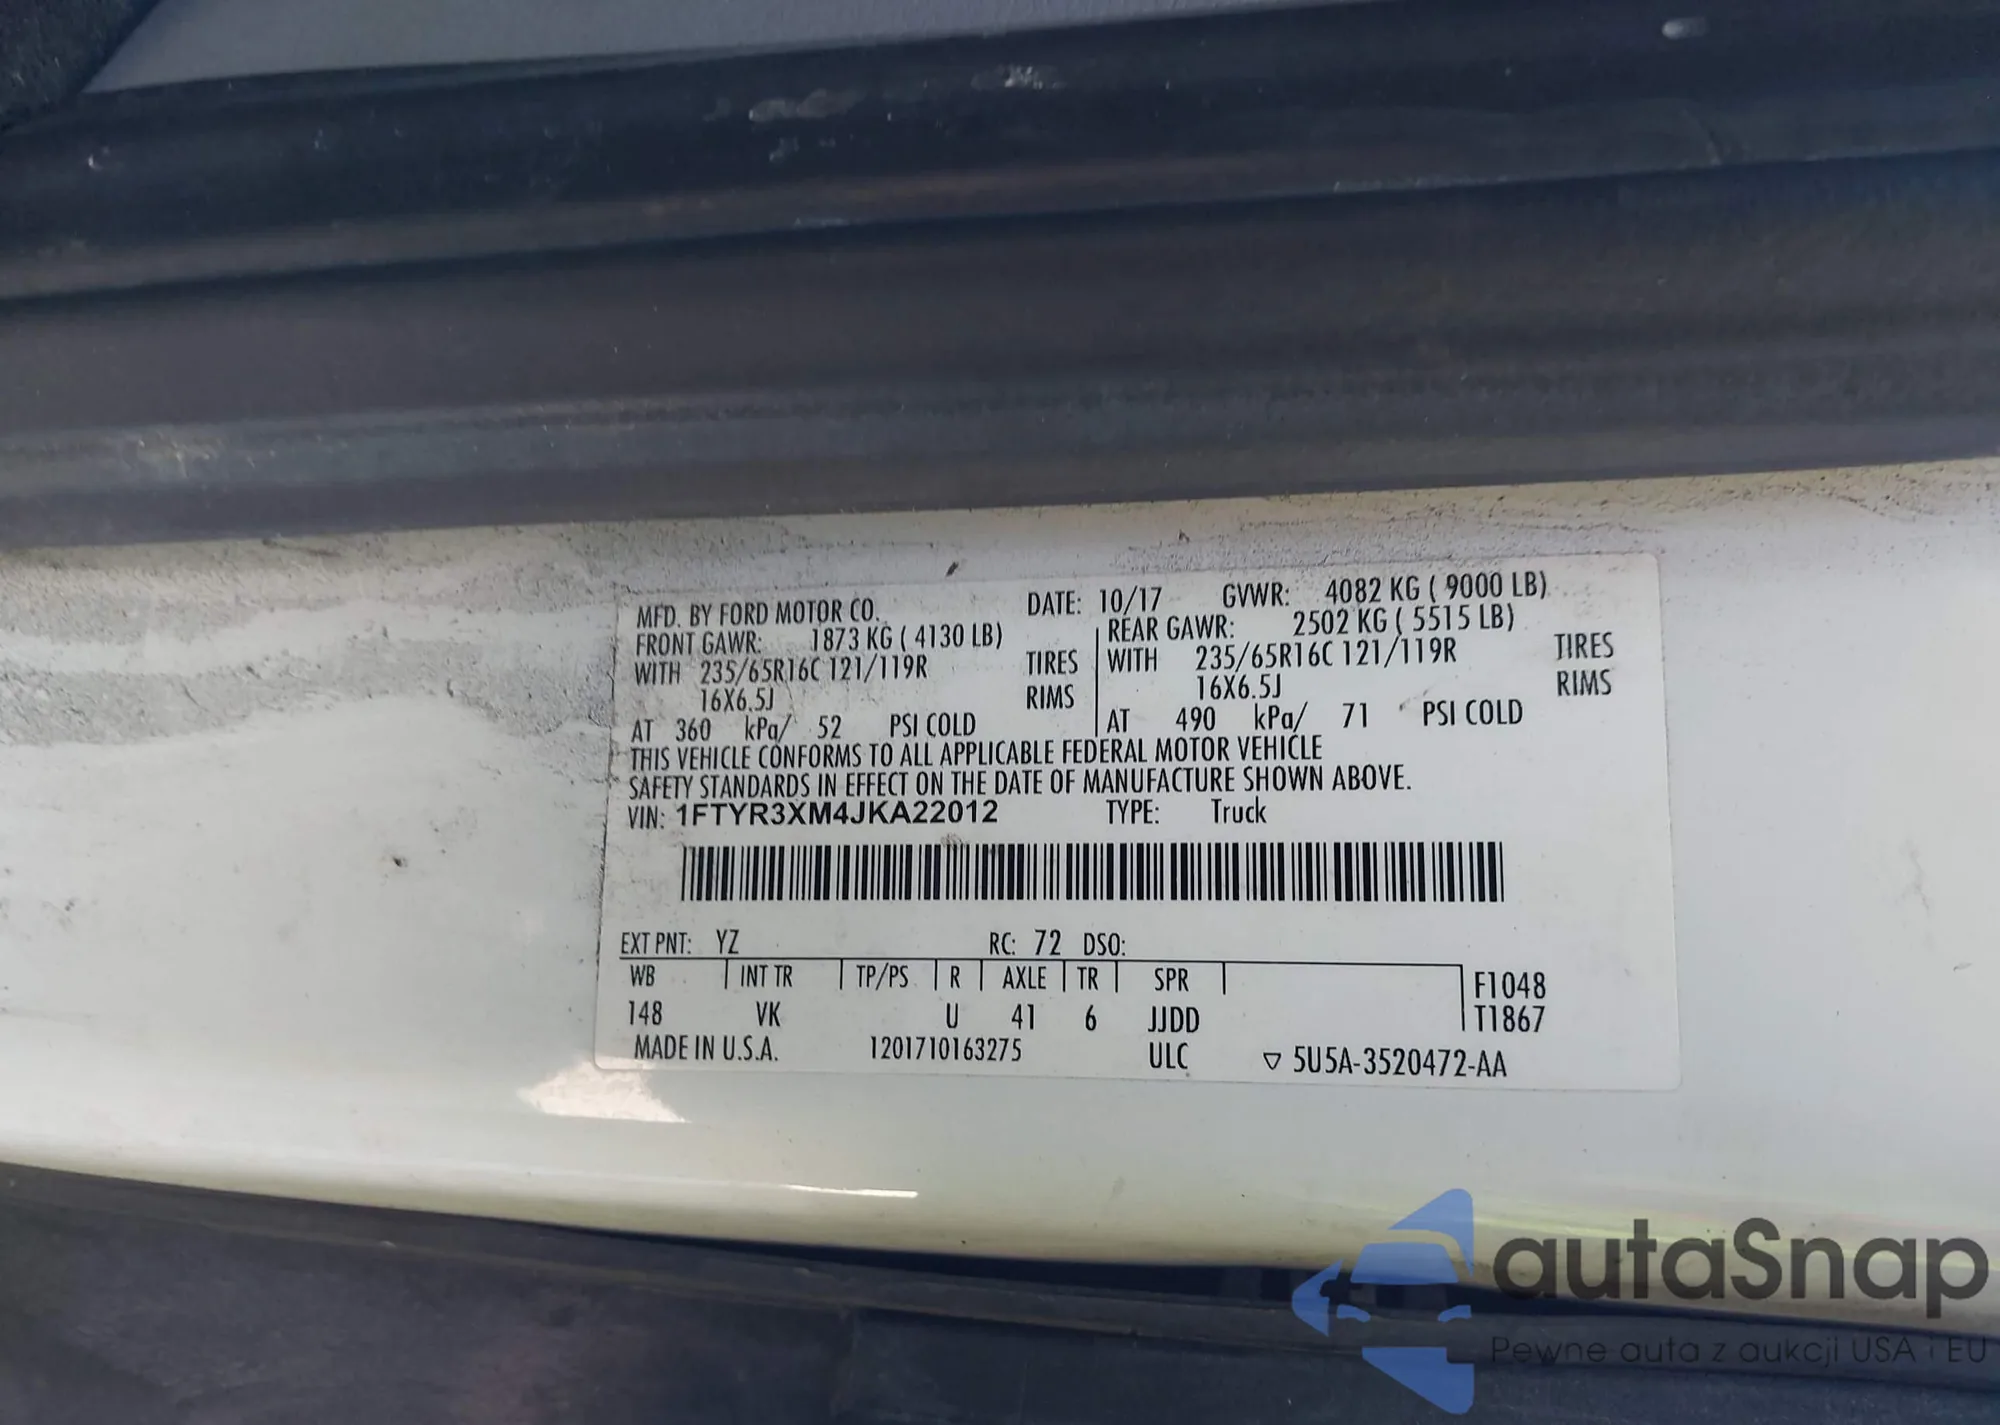 MFD. BY FORD MOTOR CO. DATE: 10/17 GVWR: 4082 KG ( 9000 LB)
FRONT GAWR: 1873 KG ( 4130 LB) REAR GAWR: 2502 KG ( 5515 LB)
WITH 235/65R16C 121/119R TIRES WITH 235/65R16C 121/119R TIRES
16X6.5J RIMS 16X6.5J RIMS
AT 360 kPa/ 52 PSI COLD AT 490 kPa/ 71 PSI COLD
THIS VEHICLE CONFORMS TO ALL APPLICABLE FEDERAL MOTOR VEHICLE
SAFETY STANDARDS IN EFFECT ON THE DATE OF MANUFACTURE SHOWN ABOVE.
VIN: 1FTYR3XM4JKA22012 TYPE: Truck
EXT PNT: YZ RC: 72 DSO:
WB INT TR TP/PS R AXLE TR SPR F1048
148 VK U 41 6 JJDD T1867
MADE IN U.S.A. 1201710163275 ULC ▽ 5U5A-3520472-AA
autaSnap
Pewne auta z aukcji USA i EU